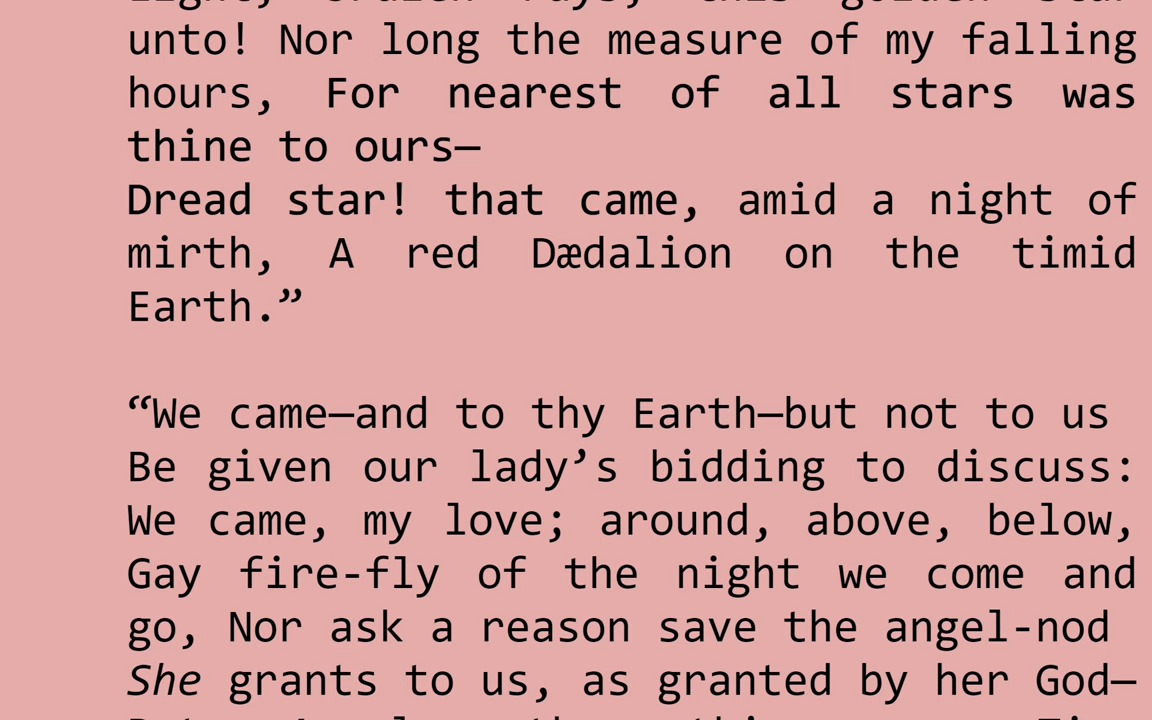 unto! Nor long the measure of my falling
hours, For nearest of all stars was
thine to ours—
Dread star! that came, amid a night of
mirth, A red Dædalion on the timid
Earth.”
“We came—and to thy Earth—but not to us
Be given our lady’s bidding to discuss:
We came, my love; around, above, below,
Gay fire-fly of the night we come and
go, Nor ask a reason save the angel-nod
She grants to us, as granted by her God—